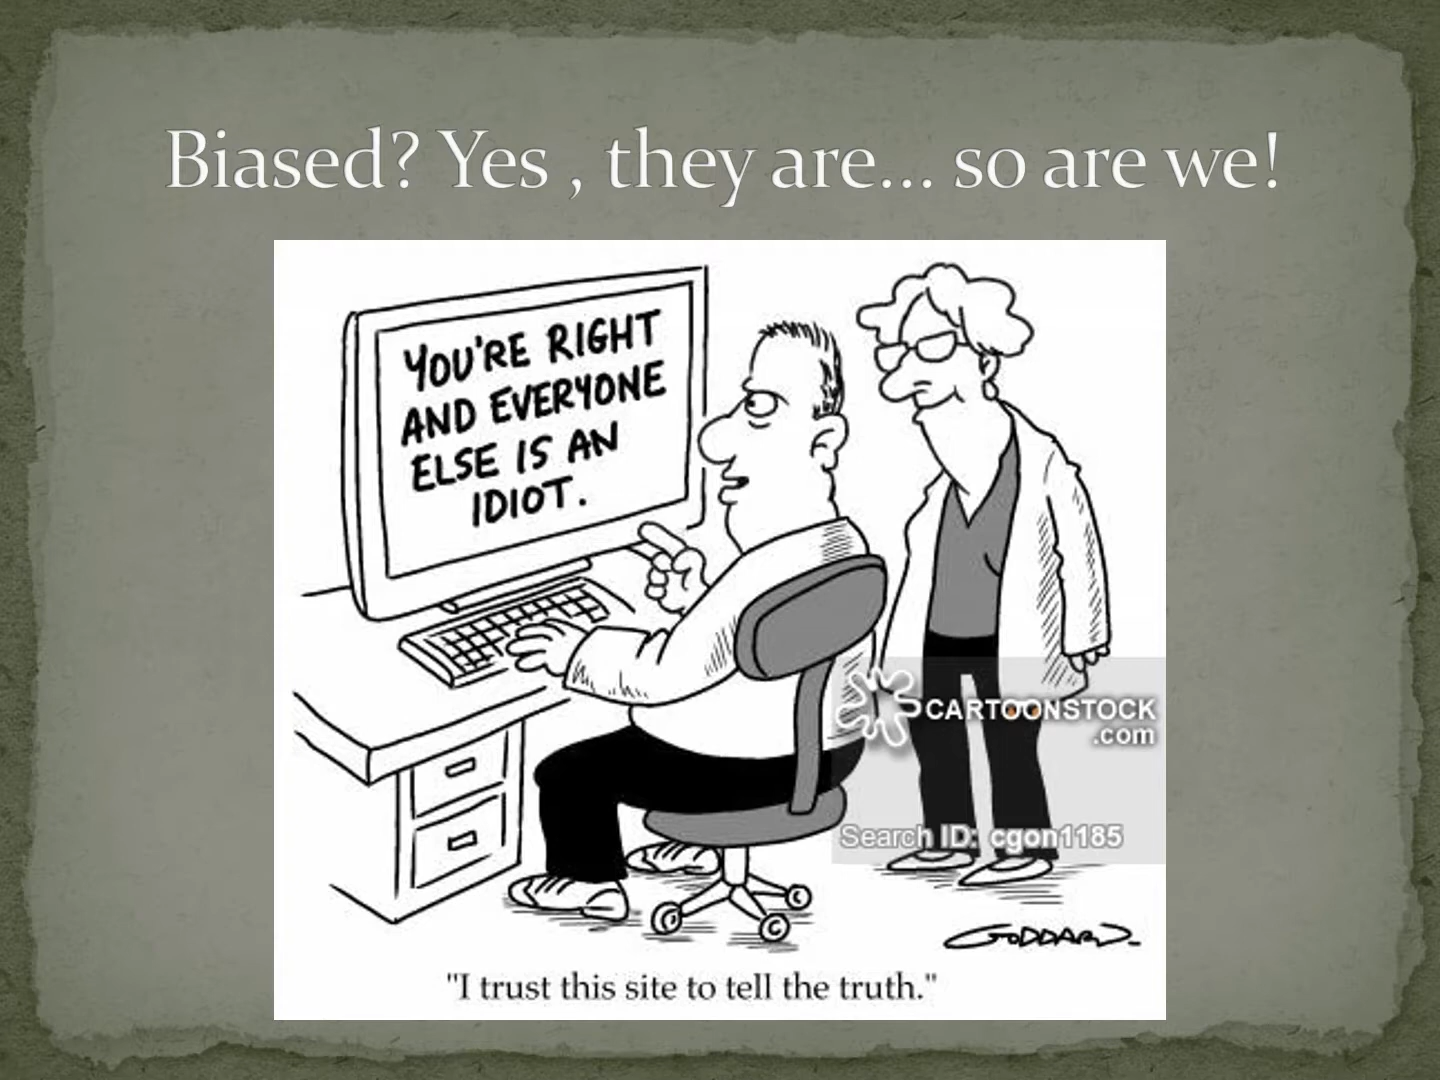 Biased? Yes , they are... so are we!
YOU'RE RIGHT
AND EVERYONE
ELSE IS AN
IDIOT.
CARTOONSTOCK
.com
Search ID: cgon1185
GODDARD
"I trust this site to tell the truth."